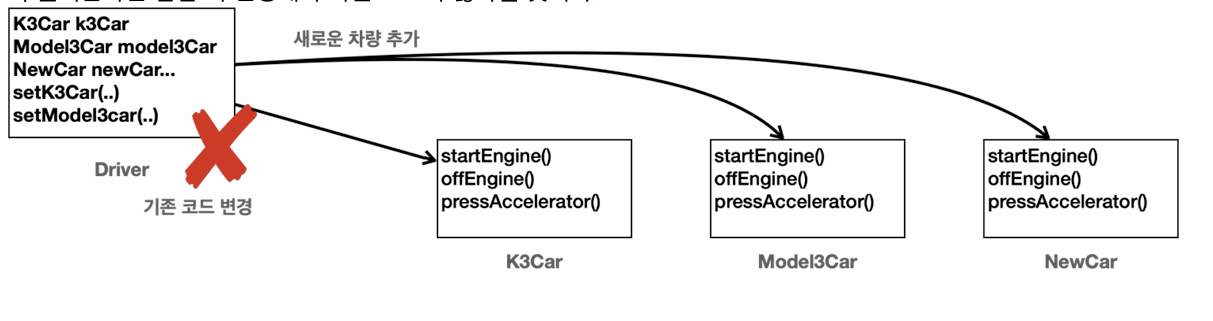 K3Car k3Car
Model3Car model3Car
NewCar newCar...
setK3Car(..)
setModel3car(..)
새로운 차량 추가
Driver
기존 코드 변경
startEngine()
offEngine()
pressAccelerator()
K3Car
startEngine()
offEngine()
pressAccelerator()
Model3Car
startEngine()
offEngine()
pressAccelerator()
NewCar